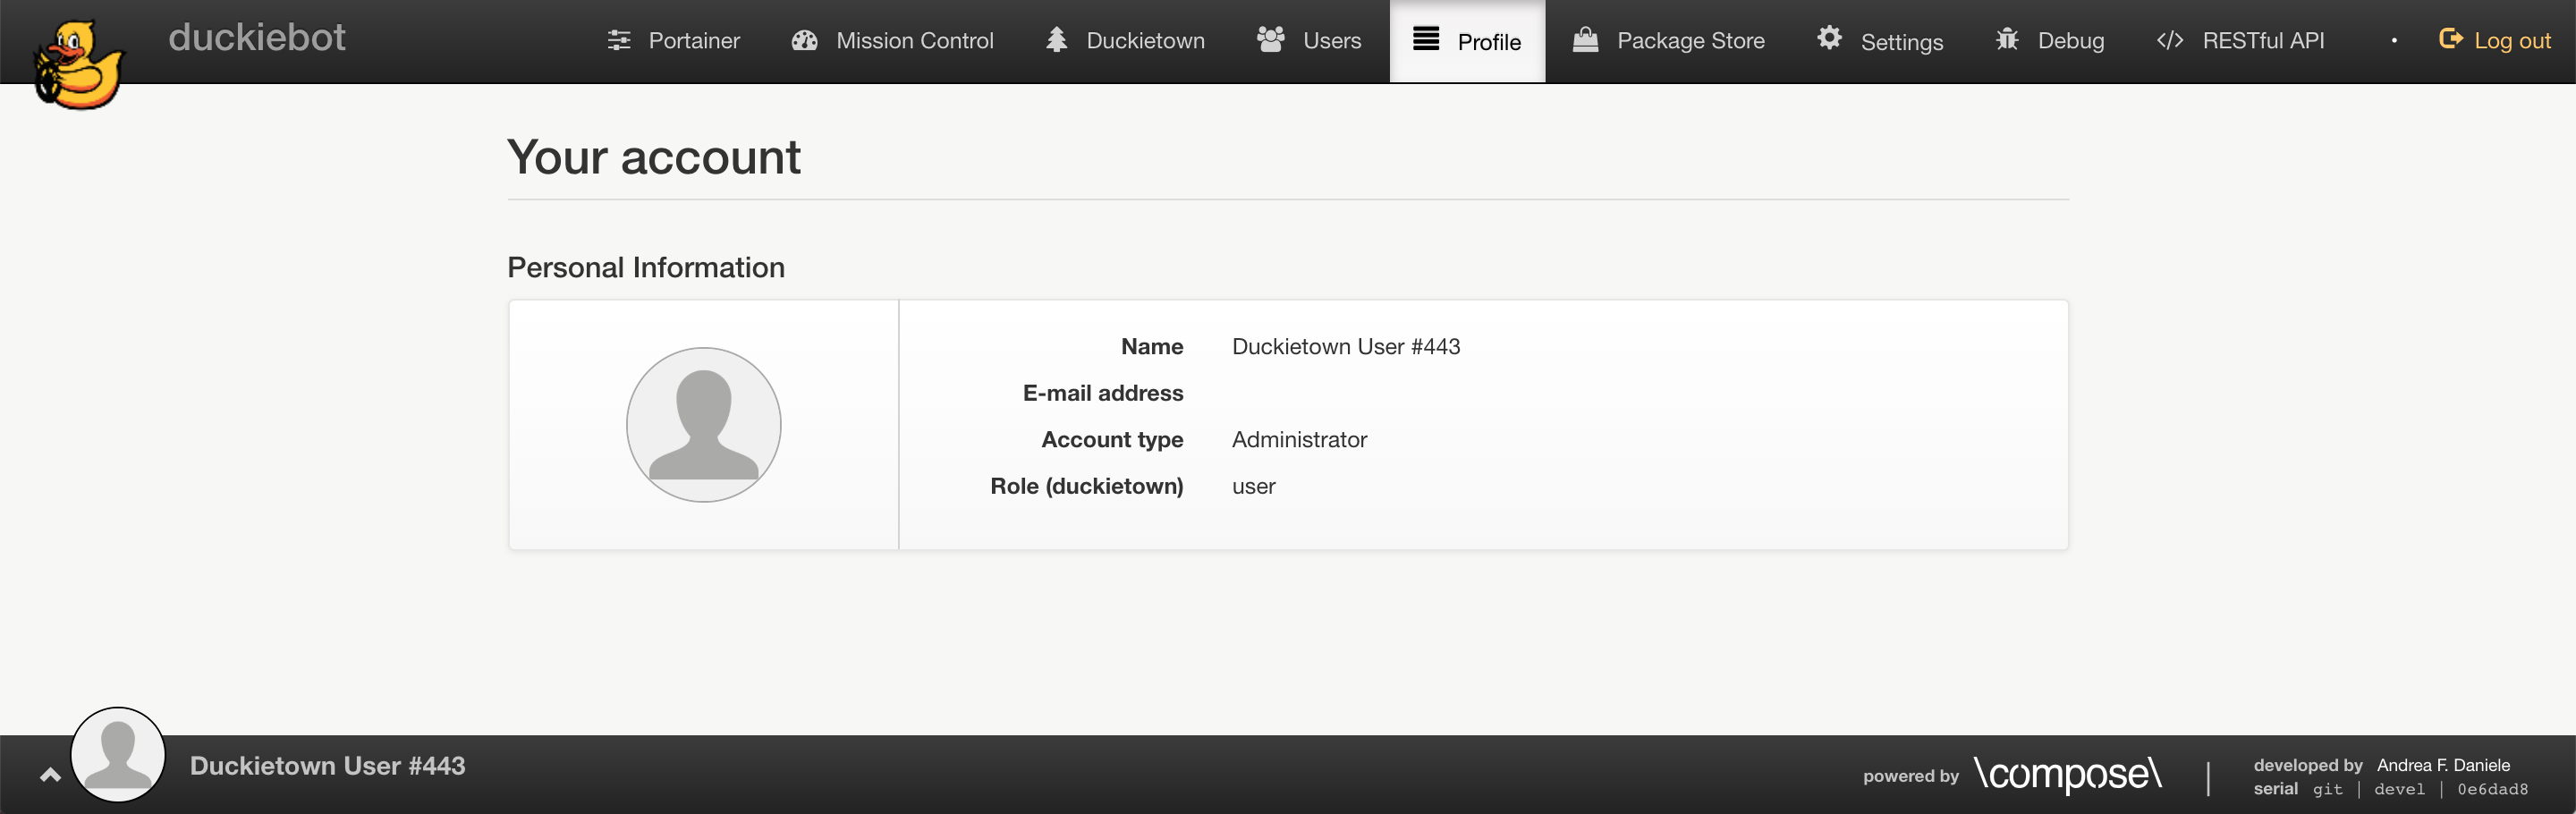 duckiebot
Portainer
Mission Control
Duckietown
Users
Profile
Package Store
Settings
</> RESTful API
Debug
• Log out
Your account
Personal Information
Name Duckietown User #443
E-mail address
Account type Administrator
Role (duckietown) user
Duckietown User #443
powered by \compose\
developed by Andrea F. Daniele
serial git | devel | 0e6dad8